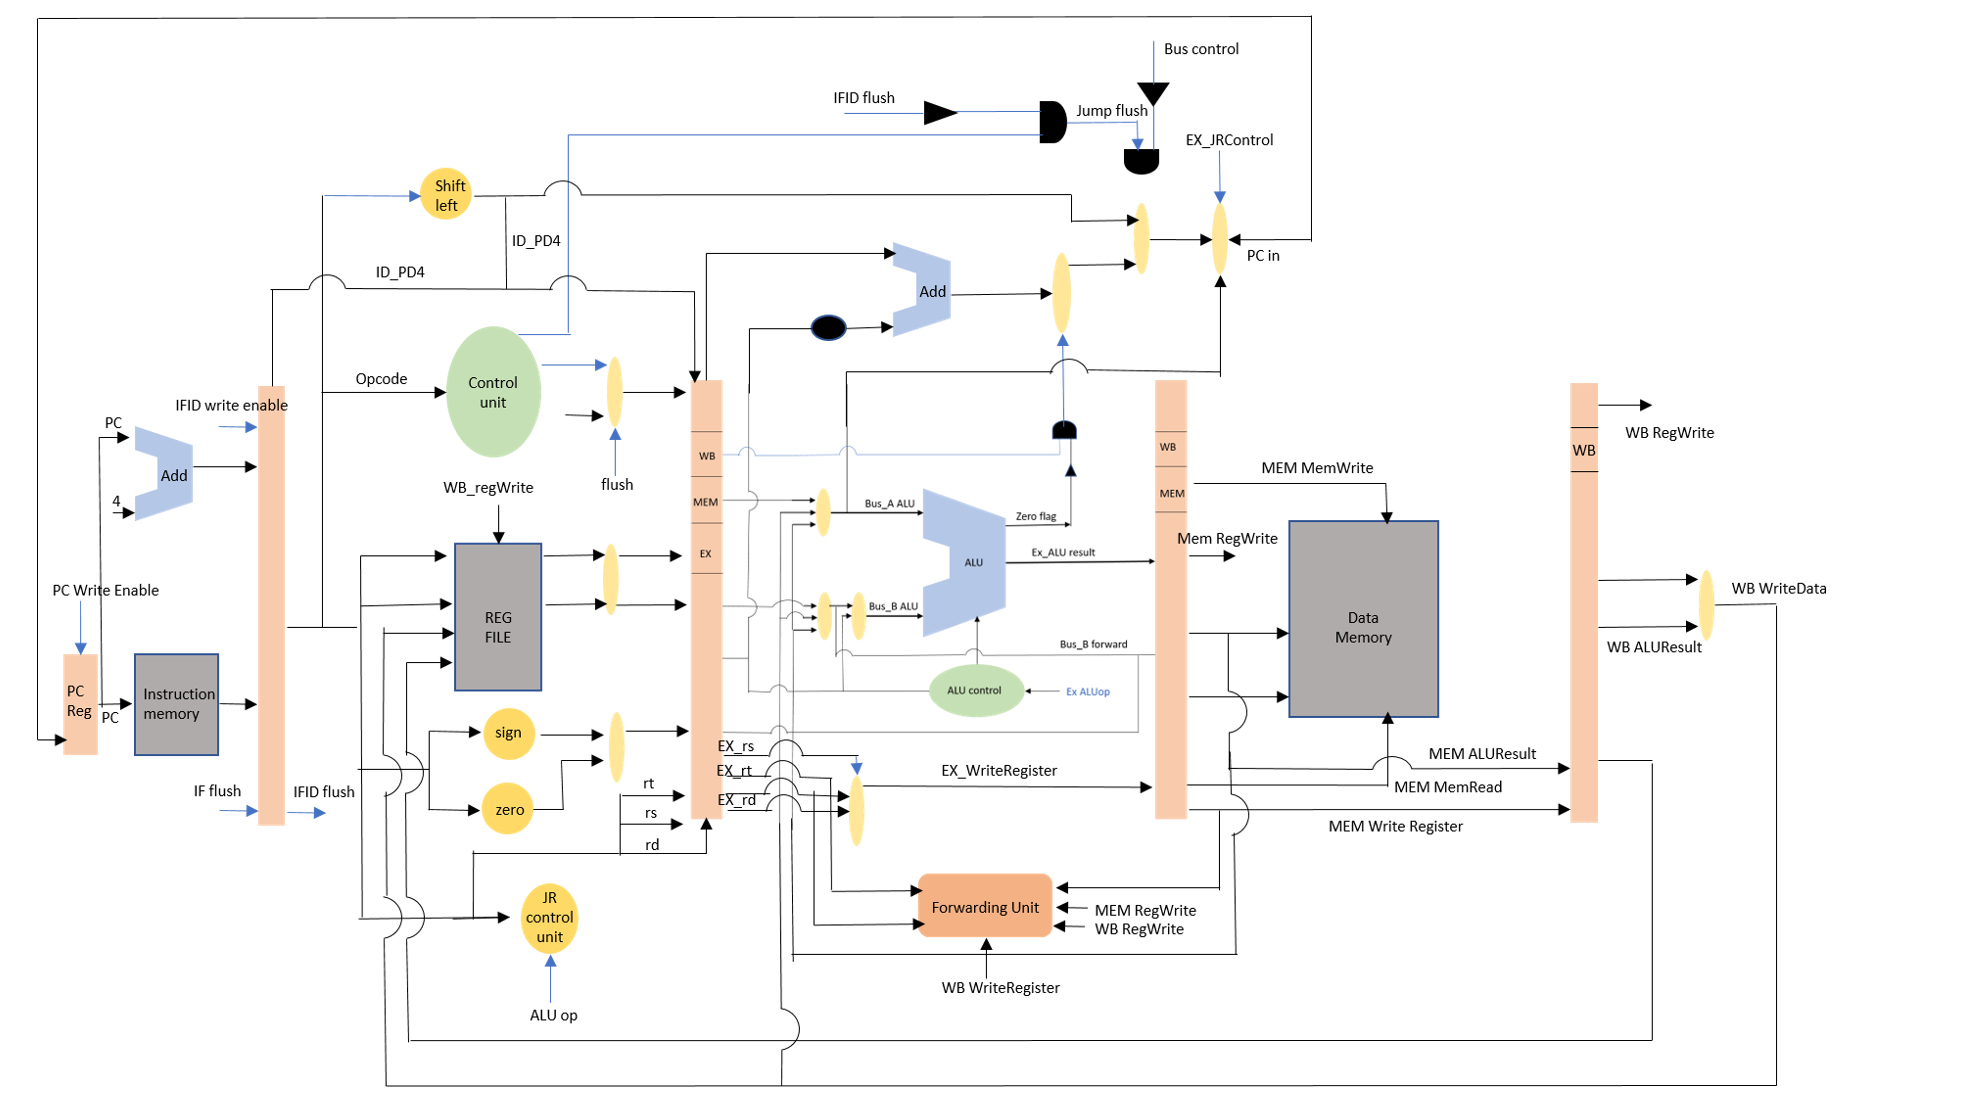 Bus control
IFID flush
Jump flush
EX_JRControl
Shift
left
ID_PD4
PC in
ID_PD4
Add
Opcode
Control
unit
IFID write enable
PC
Add
4
WB_regWrite
flush
WB
MEM
EX
Bus_A ALU
Zero flag
ALU
Ex_ALU result
Bus_B ALU
Bus_B forward
ALU control
Ex ALUop
WB
MEM
MEM MemWrite
Mem RegWrite
Data
Memory
WB
WB RegWrite
WB WriteData
WB ALUResult
PC Write Enable
REG
FILE
PC
Reg
PC
Instruction
memory
sign
zero
IF flush
IFID flush
rt
rs
rd
EX_rs
EX_rt
EX_rd
EX_WriteRegister
MEM ALUResult
MEM MemRead
MEM Write Register
JR
control
unit
ALU op
Forwarding Unit
MEM RegWrite
WB RegWrite
WB WriteRegister